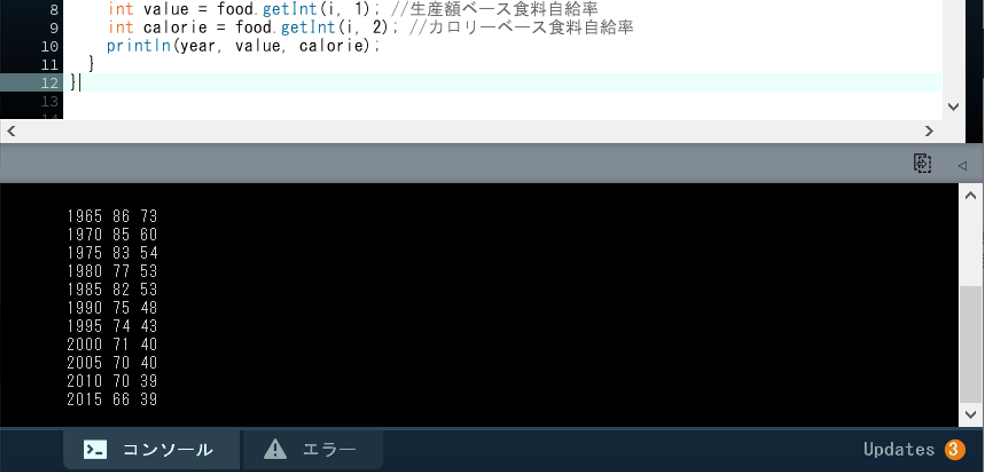 8 int value = food.getInt(i, 1); //生産額ベース食料自給率
9 int calorie = food.getInt(i, 2); //カロリーベース食料自給率
10 println(year, value, calorie);
11 }
12 }
13
14
1965 86 73
1970 85 60
1975 83 54
1980 77 53
1985 82 53
1990 75 48
1995 74 43
2000 71 40
2005 70 40
2010 70 39
2015 66 39
コンソール エラー Updates 3